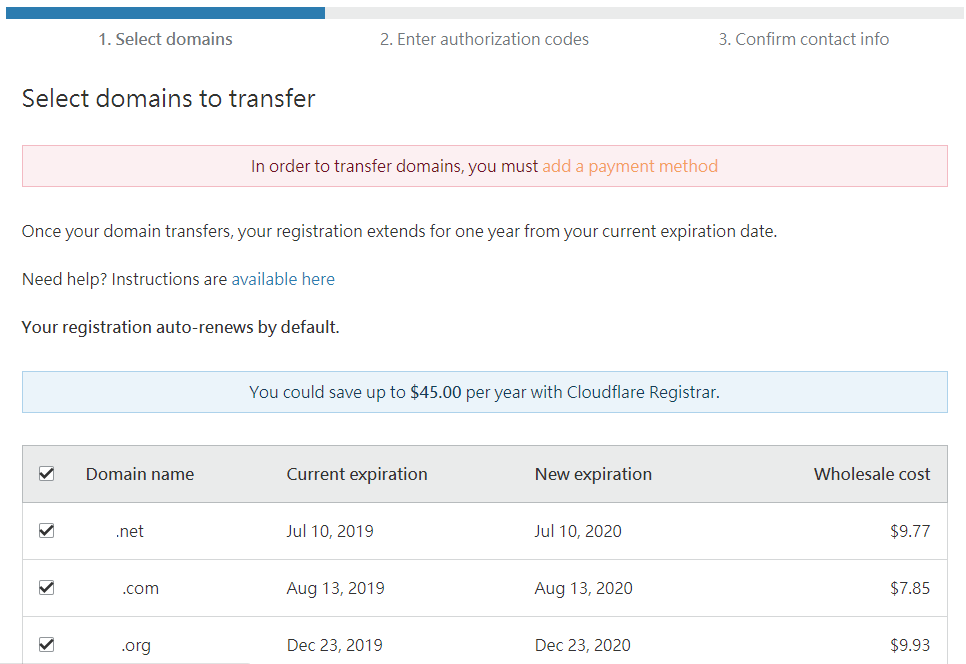 1. Select domains 2. Enter authorization codes 3. Confirm contact info
Select domains to transfer
In order to transfer domains, you must add a payment method
Once your domain transfers, your registration extends for one year from your current expiration date.
Need help? Instructions are available here
Your registration auto-renews by default.
You could save up to $45.00 per year with Cloudflare Registrar.
Domain name Current expiration New expiration Wholesale cost
.net Jul 10, 2019 Jul 10, 2020 $9.77
.com Aug 13, 2019 Aug 13, 2020 $7.85
.org Dec 23, 2019 Dec 23, 2020 $9.93